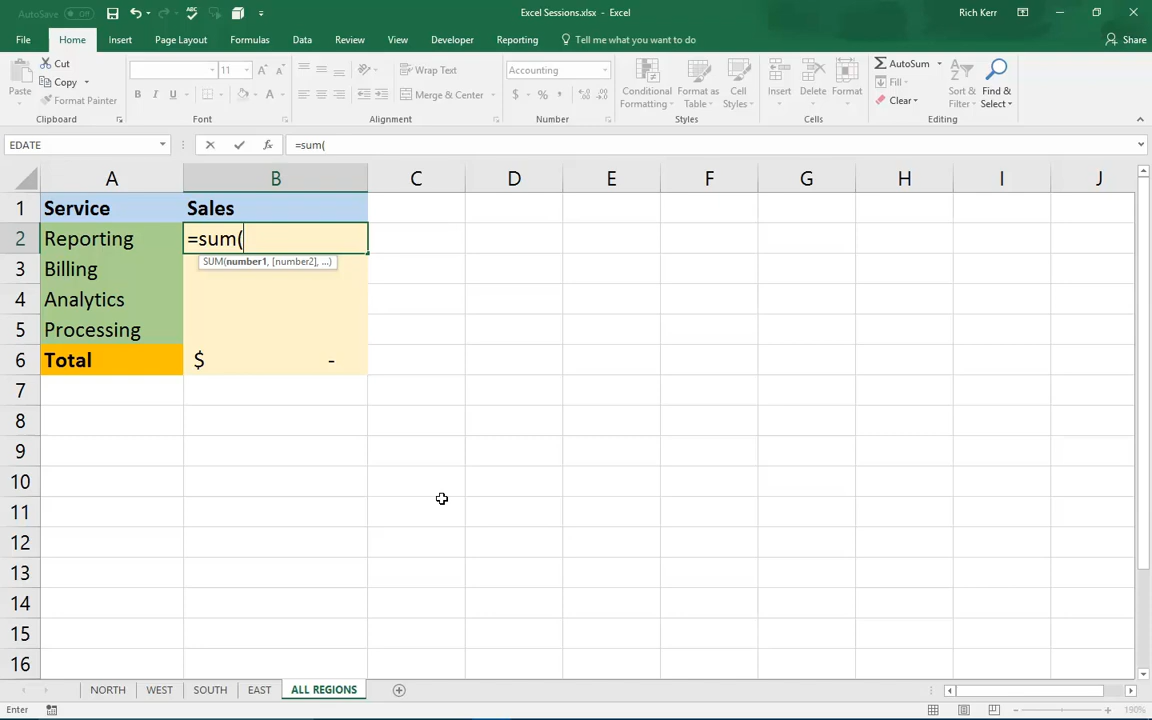 AutoSave Off
Excel Sessions.xlsx - Excel
Rich Kerr
File Home Insert Page Layout Formulas Data Review View Developer Reporting Tell me what you want to do Share
Paste
Cut
Copy
Format Painter
Clipboard
11
B I U
Font
Wrap Text
Merge & Center
Alignment
Accounting
$ % ,
Number
Conditional Formatting
Format as Table
Cell Styles
Styles
Insert Delete Format
Cells
AutoSum
Fill
Clear
Sort & Filter
Find & Select
Editing
EDATE
fx
=sum(
A B C D E F G H I J
1 Service Sales
2 Reporting =sum(
SUM(number1, [number2], ...)
3 Billing
4 Analytics
5 Processing
6 Total $ -
7
8
9
10
11
12
13
14
15
16
NORTH WEST SOUTH EAST ALL REGIONS
Enter
190%